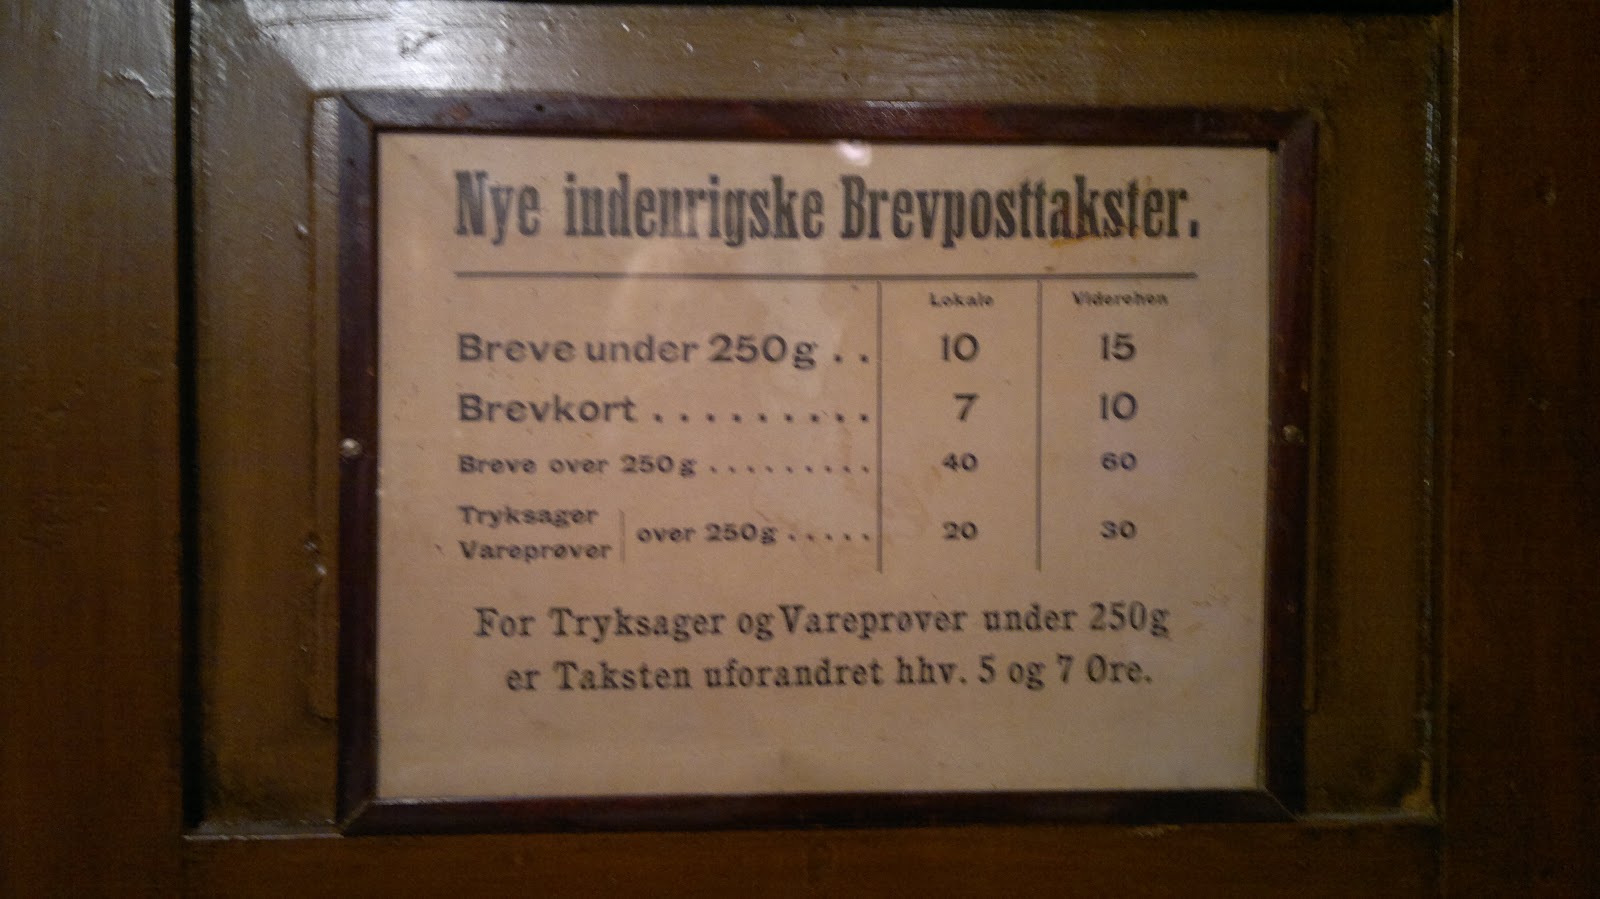 Nye indenrigske Brevposttakster.
Lokale Viderehen
Breve under 250g . . 10 15
Brevkort . . . . . . . . . 7 10
Breve over 250g . . . . . . . . . 40 60
Tryksager
Vareprøver over 250g . . . . . 20 30
For Tryksager og Vareprøver under 250g
er Taksten uforandret hhv. 5 og 7 Øre.